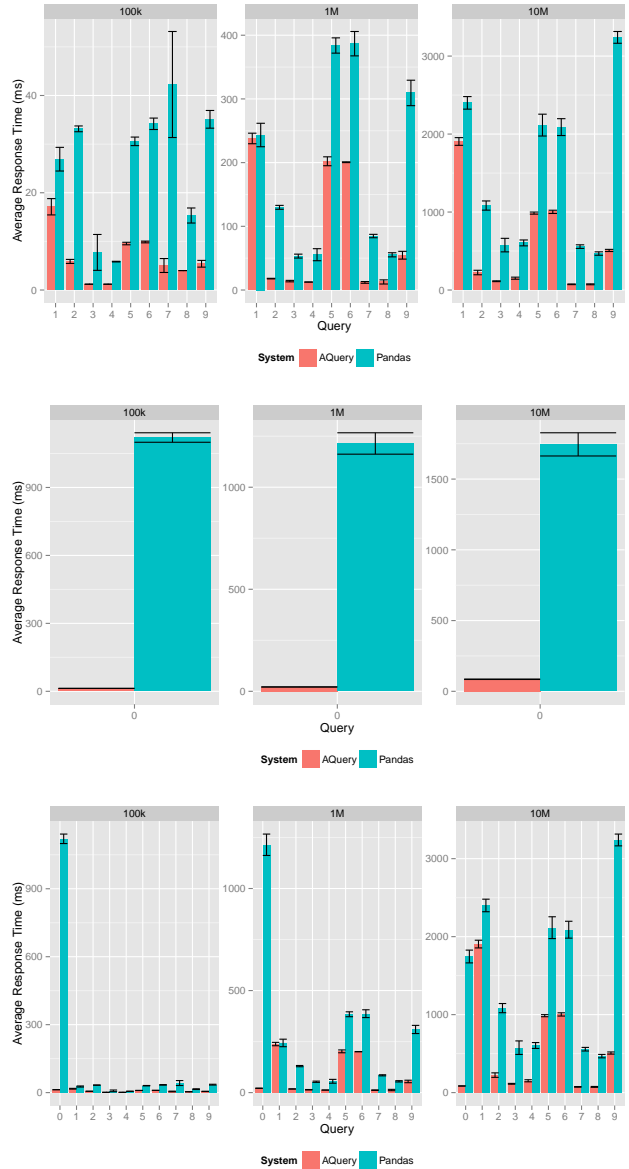 100k 1M 10M
Average Response Time (ms)
0 20 40
0 100 200 300 400
0 1000 2000 3000
1 2 3 4 5 6 7 8 9 1 2 3 4 5 6 7 8 9 1 2 3 4 5 6 7 8 9
Query
System AQuery Pandas
100k 1M 10M
Average Response Time (ms)
0 300 600 900
0 500 1000
0 500 1000 1500
0 0 0
Query
System AQuery Pandas
100k 1M 10M
Average Response Time (ms)
0 300 600 900
0 500 1000
0 1000 2000 3000
0 1 2 3 4 5 6 7 8 9 0 1 2 3 4 5 6 7 8 9 0 1 2 3 4 5 6 7 8 9
Query
System AQuery Pandas